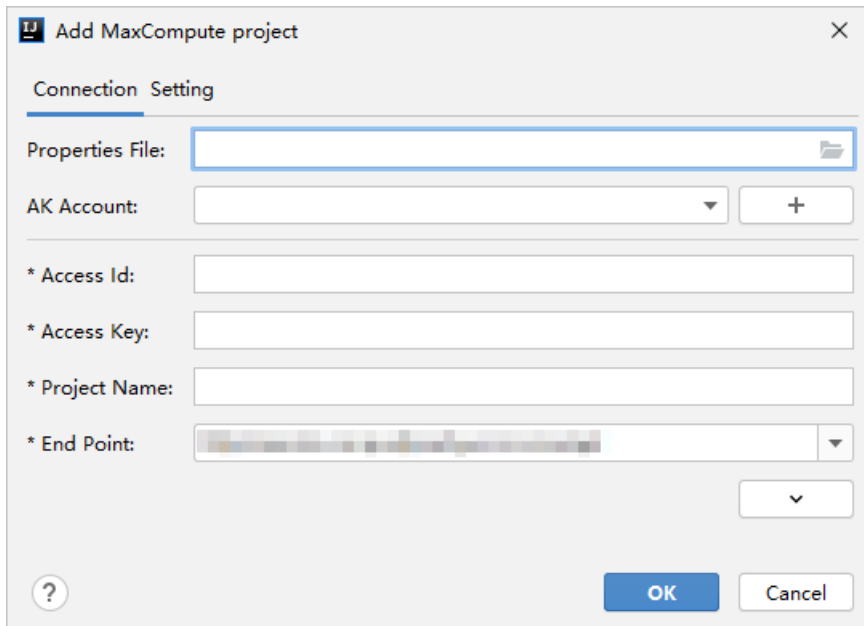 IJ Add MaxCompute project
Connection Setting
Properties File:
AK Account:
+
* Access Id:
* Access Key:
* Project Name:
* End Point:
? OK Cancel